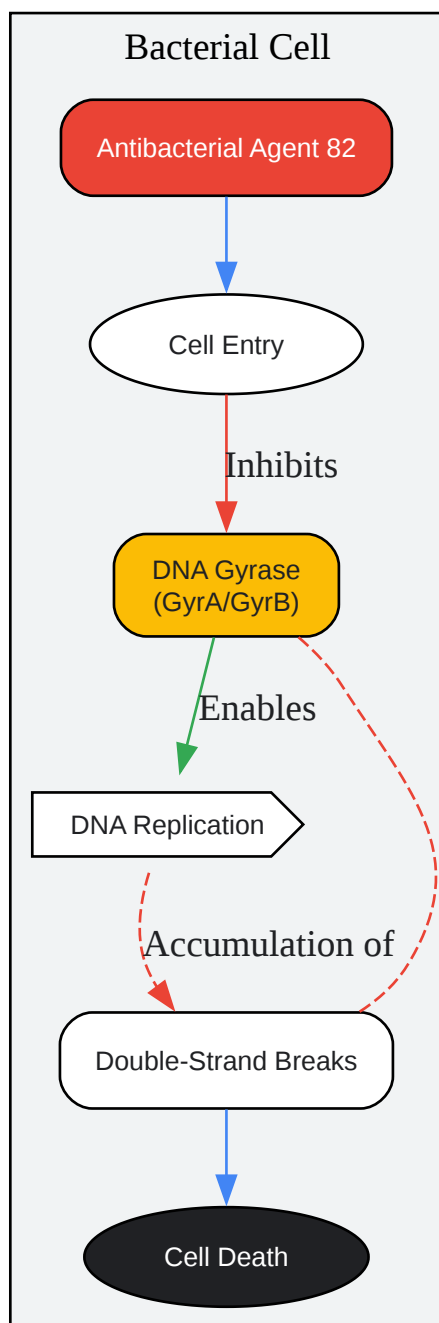 Bacterial Cell
Antibacterial Agent 82
Cell Entry
Inhibits
DNA Gyrase
(GyrA/GyrB)
Enables
DNA Replication
Accumulation of
Double-Strand Breaks
Cell Death